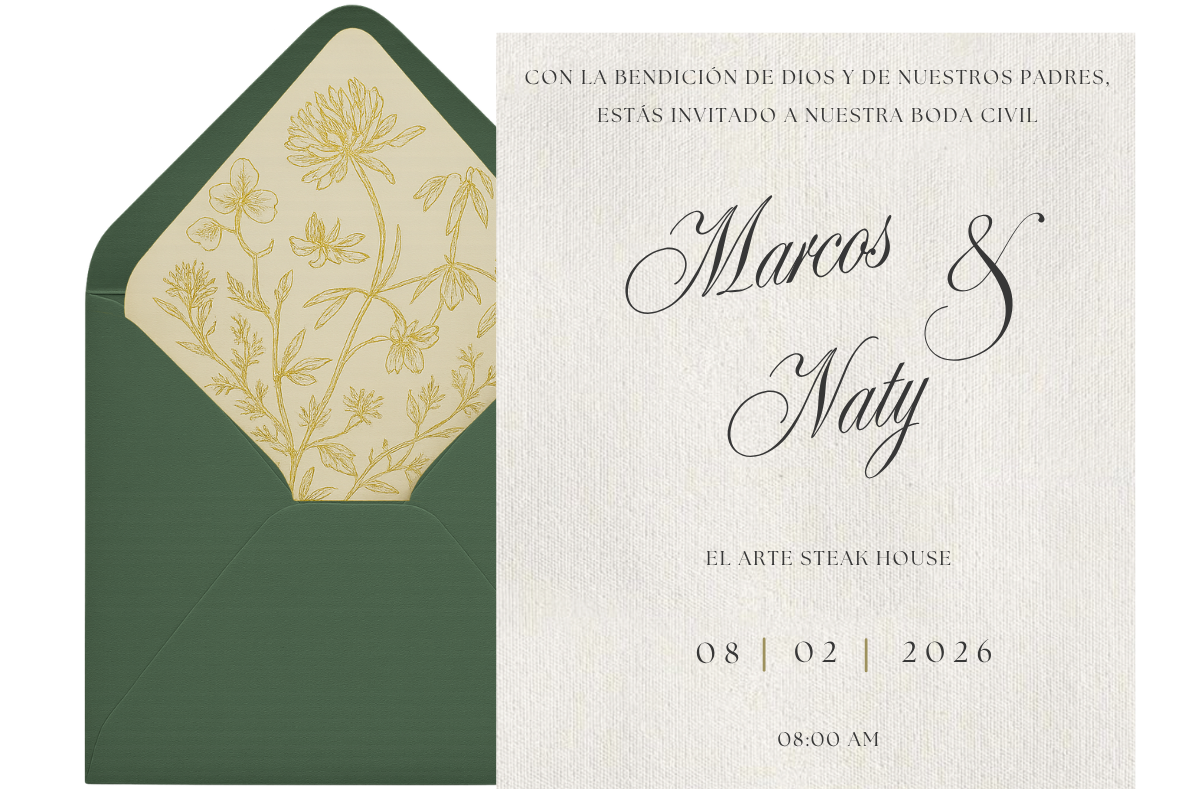 CON LA BENDICIÓN DE DIOS Y DE NUESTROS PADRES,
ESTÁS INVITADO A NUESTRA BODA CIVIL
Marcos &
Naty
EL ARTE STEAK HOUSE
08 | 02 | 2026
08:00 AM